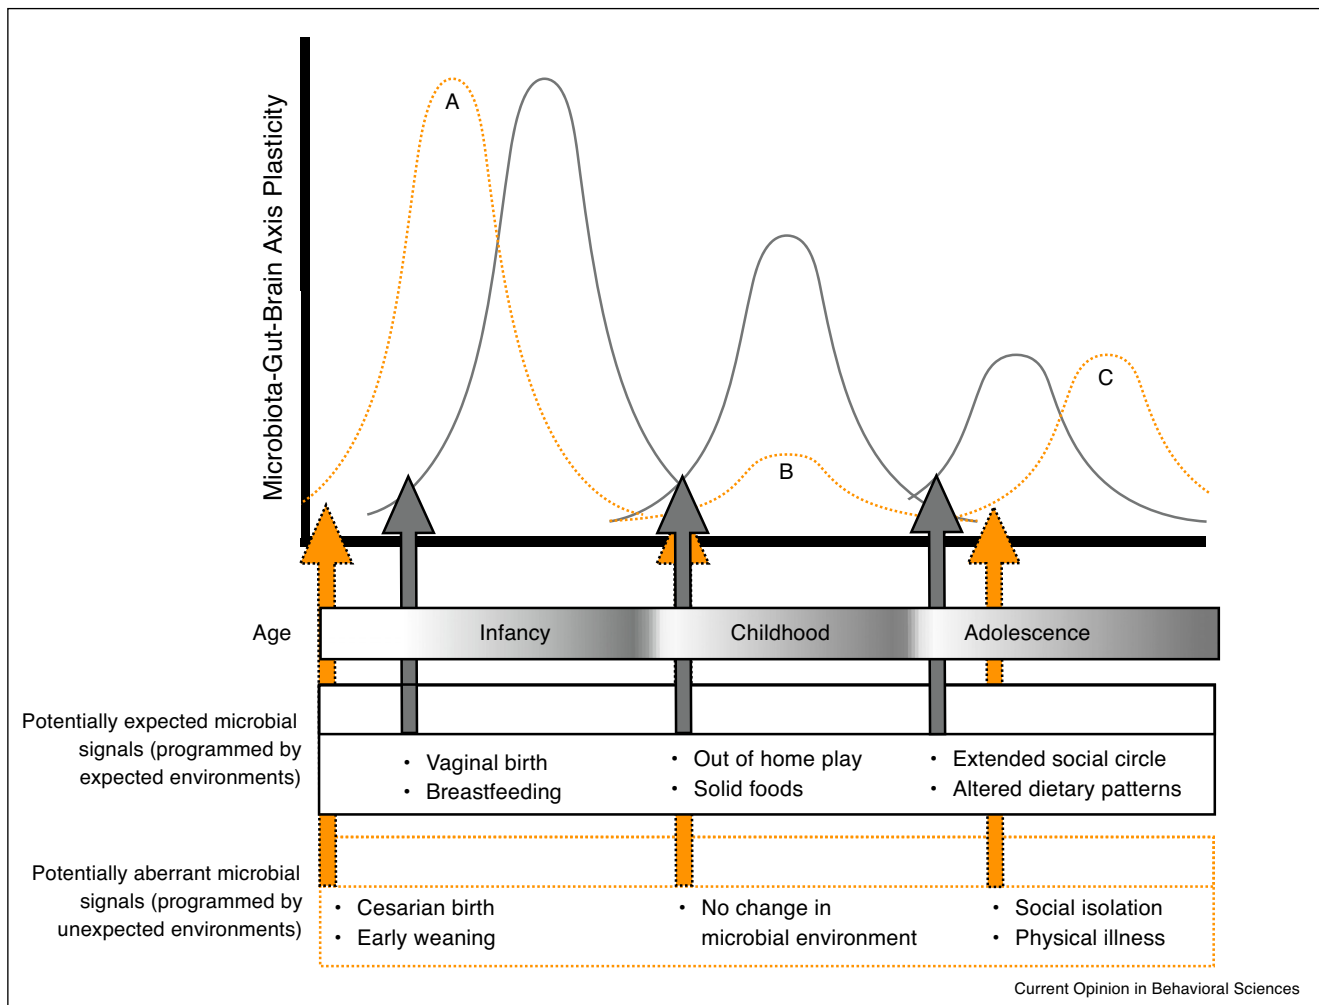 Microbiota-Gut-Brain Axis Plasticity
A
B
C
Age
Infancy
Childhood
Adolescence
Potentially expected microbial
signals (programmed by
expected environments)
• Vaginal birth
• Breastfeeding
• Out of home play
• Solid foods
• Extended social circle
• Altered dietary patterns
Potentially aberrant microbial
signals (programmed by
unexpected environments)
• Cesarian birth
• Early weaning
• No change in
microbial environment
• Social isolation
• Physical illness
Current Opinion in Behavioral Sciences